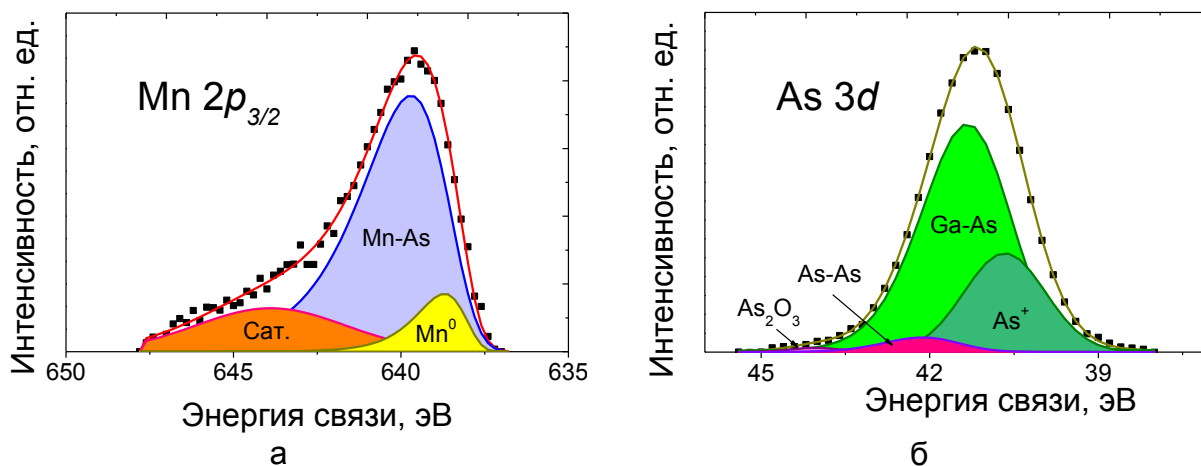 Интенсивность, отн. ед.
Mn 2p3/2
Mn-As
Сат.
Mn⁰
650
645
640
635
Энергия связи, эВ
а
Интенсивность, отн. ед.
As 3d
Ga-As
As-As
As₂O₃
As⁺
45
42
39
Энергия связи, эВ
б